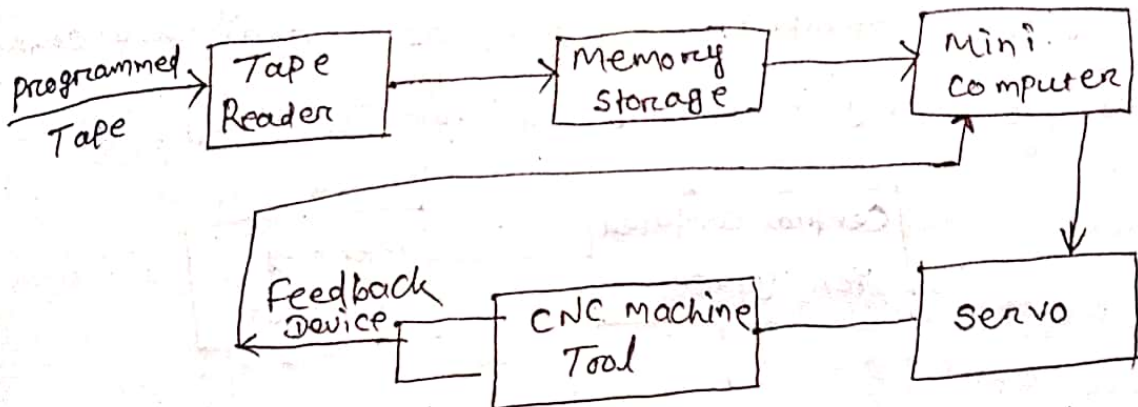 Programmed
Tape
Tape
Reader
Memory
Storage
Mini
Computer
Feedback
Device
CNC Machine
Tool
Servo